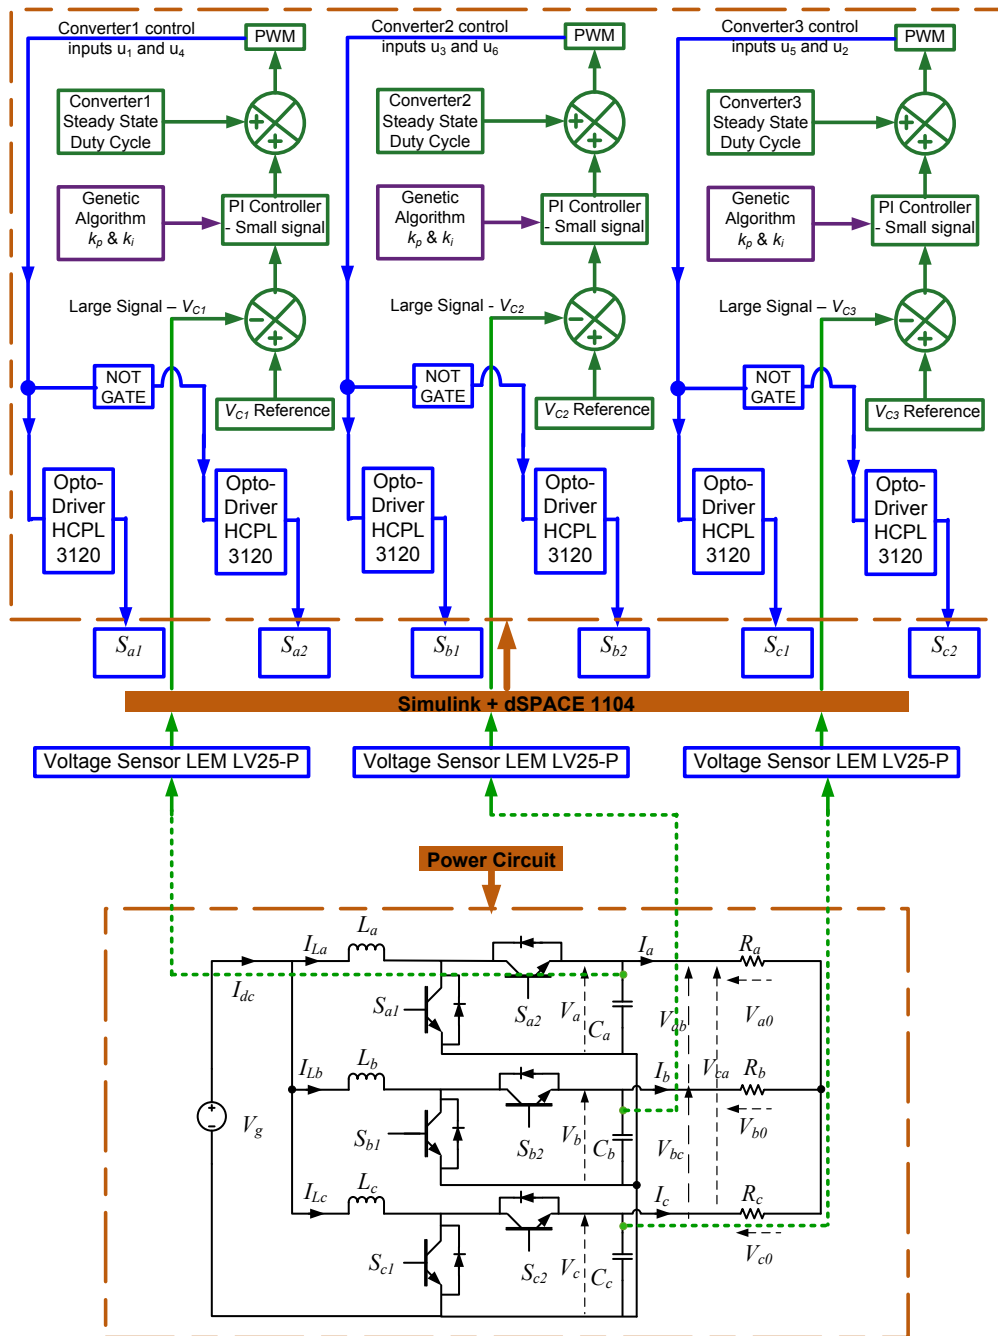 Converter1 control
inputs u1 and u4
PWM
Converter2 control
inputs u3 and u6
PWM
Converter3 control
inputs u5 and u2
PWM
Converter1
Steady State
Duty Cycle
+
+
Converter2
Steady State
Duty Cycle
+
+
Converter3
Steady State
Duty Cycle
+
+
Genetic
Algorithm
kp & ki
PI Controller
- Small signal
Genetic
Algorithm
kp & ki
PI Controller
- Small signal
Genetic
Algorithm
kp & ki
PI Controller
- Small signal
Large Signal – VC1
−
+
Large Signal - VC2
−
+
Large Signal – VC3
−
+
NOT
GATE
VC1 Reference
NOT
GATE
VC2 Reference
NOT
GATE
VC3 Reference
Opto-
Driver
HCPL
3120
Opto-
Driver
HCPL
3120
Opto-
Driver
HCPL
3120
Opto-
Driver
HCPL
3120
Opto-
Driver
HCPL
3120
Opto-
Driver
HCPL
3120
Sa1
Sa2
Sb1
Sb2
Sc1
Sc2
Simulink + dSPACE 1104
Voltage Sensor LEM LV25-P
Voltage Sensor LEM LV25-P
Voltage Sensor LEM LV25-P
Power Circuit
Idc
ILa
La
Sa1
Sa2
Va
Ca
Ia
Vab
Vca
Ra
Va0
Vg
+
−
ILb
Lb
Sb1
Sb2
Vb
Cb
Ib
Vbc
Rb
Vb0
ILc
Lc
Sc1
Sc2
Vc
Cc
Ic
Rc
Vc0